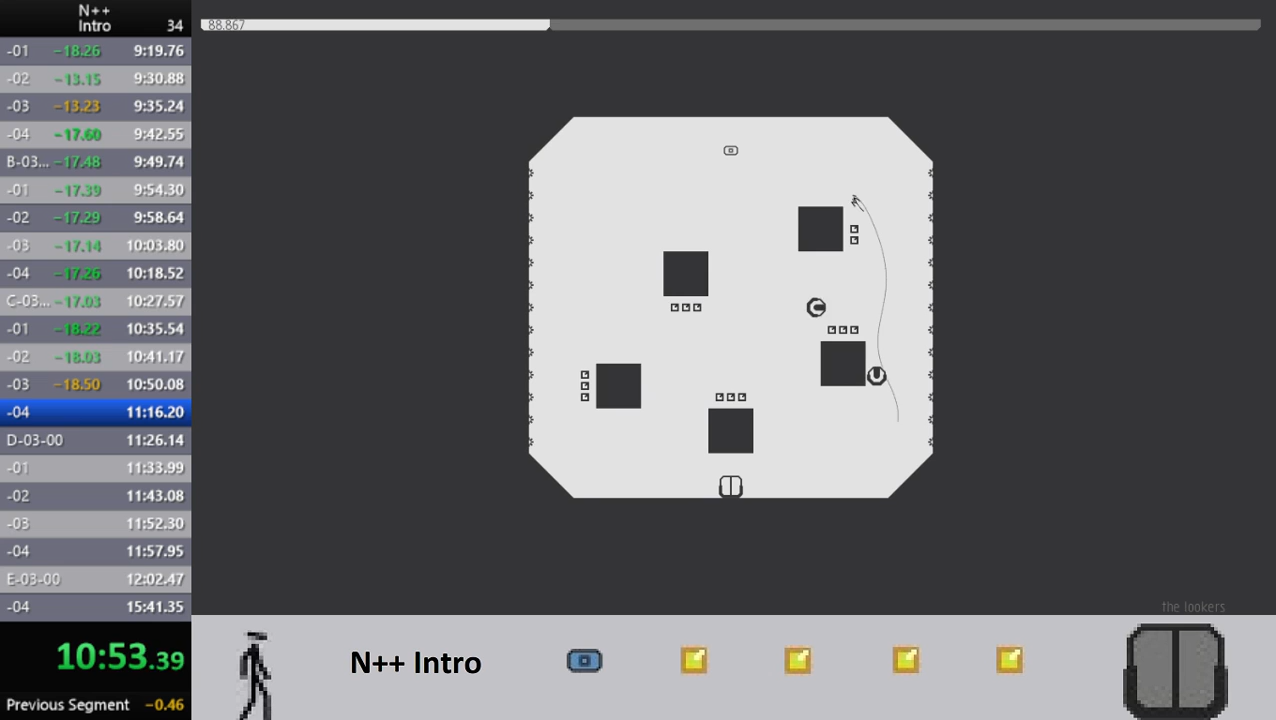 N++
Intro 34
-01 -18.26 9:19.76
-02 -13.15 9:30.88
-03 -13.23 9:35.24
-04 -17.60 9:42.55
B-03... -17.48 9:49.74
-01 -17.39 9:54.30
-02 -17.29 9:58.64
-03 -17.14 10:03.80
-04 -17.26 10:18.52
C-03... -17.03 10:27.57
-01 -18.22 10:35.54
-02 -18.03 10:41.17
-03 -18.50 10:50.08
-04 11:16.20
D-03-00 11:26.14
-01 11:33.99
-02 11:43.08
-03 11:52.30
-04 11:57.95
E-03-00 12:02.47
-04 15:41.35
10:53.39
Previous Segment -0.46
88.867
the lookers
N++ Intro